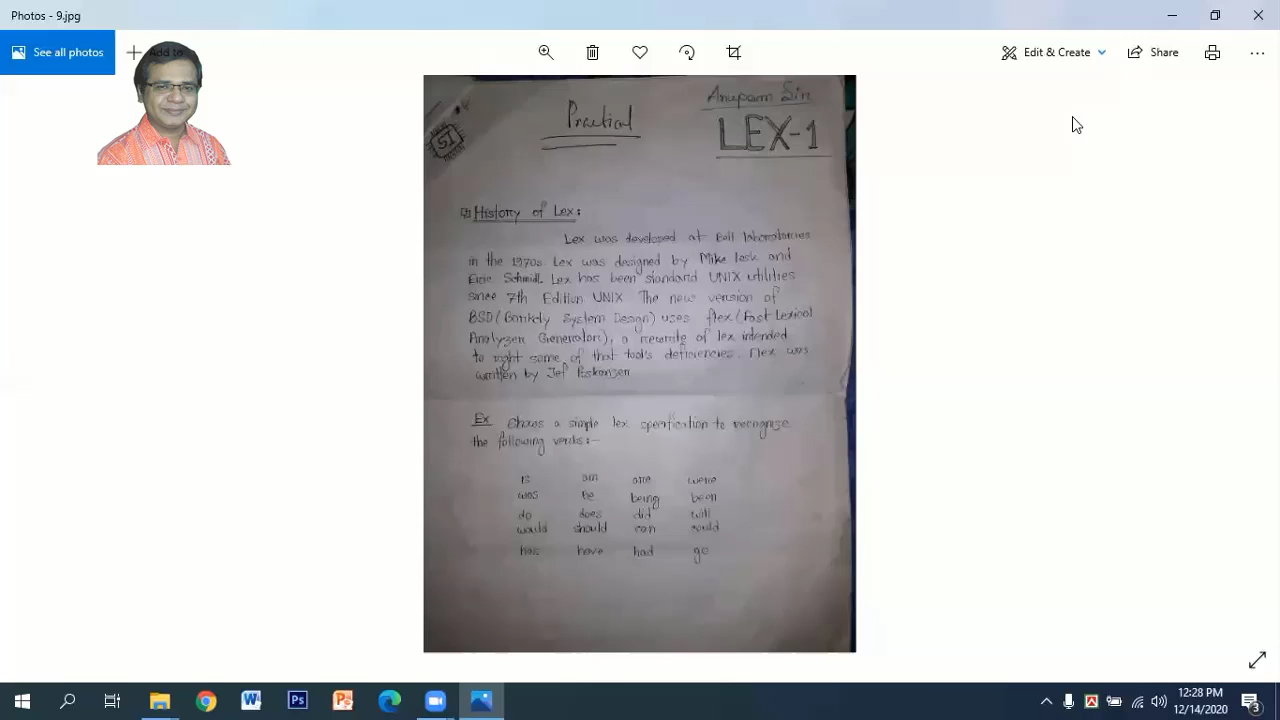 Photos - 9.jpg
See all photos
Add to
Edit & Create
Share
Practical
Anupam Sir
LEX-1
51
History of Lex:
Lex was developed at Bell laboratories
in the 1970s. Lex was designed by Mike Lesk and
Eric Schmidt. Lex has been standard UNIX utilities
since 7th Edition UNIX The new version of
BSD (Barkely System Design) uses flex (Fast Lexical
Analyzer Generator), a rewrite of lex intended
to right some of that tool's deficiencies. Flex was
written by Jef Poskanzer
Ex Shows a simple lex specification to recognize
the following verbs:-
is am are were
was be being been
do does did will
would should can could
has have had go
12:28 PM
12/14/2020
3